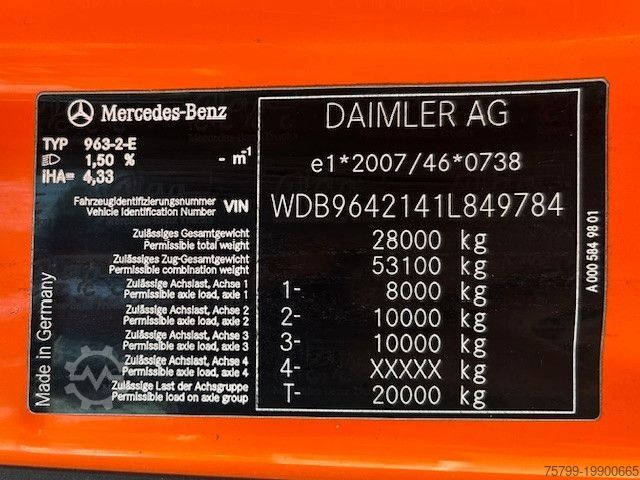 Mercedes-Benz
DAIMLER AG
TYP 963-2-E
1,50 % - m⁻¹
iHA= 4,33
e1*2007/46*0738
Fahrzeugidentifizierungsnummer
Vehicle Identification Number VIN WDB9642141L849784
Zulässiges Gesamtgewicht
Permissible total weight 28000 kg
Zulässiges Zug-Gesamtgewicht
Permissible combination weight 53100 kg
Zulässige Achslast, Achse 1
Permissible axle load, axle 1 1- 8000 kg
Zulässige Achslast, Achse 2
Permissible axle load, axle 2 2- 10000 kg
Zulässige Achslast, Achse 3
Permissible axle load, axle 3 3- 10000 kg
Zulässige Achslast, Achse 4
Permissible axle load, axle 4 4- XXXXX kg
Zulässige Last der Achsgruppe
Permissible load on axle group T- 20000 kg
Made in Germany
A 000 584 98 01
75799-19900665